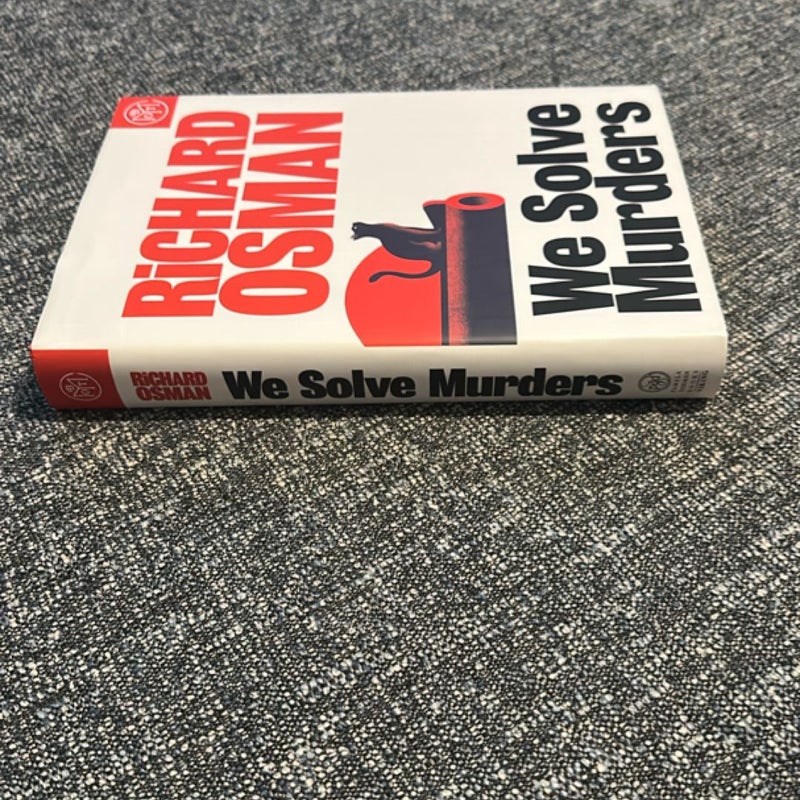 RiCHARD
OSMAN
We Solve
Murders
RiCHARD
OSMAN
We Solve Murders